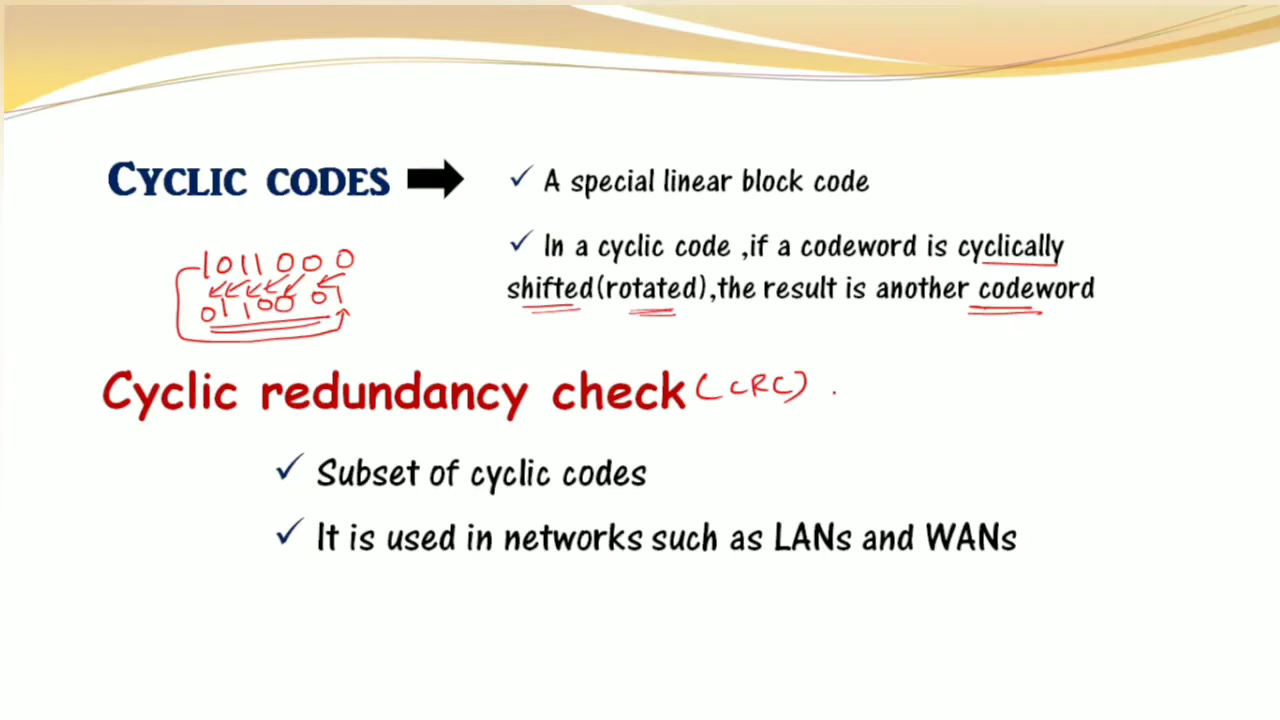 CYCLIC CODES
✓ A special linear block code
✓ In a cyclic code ,if a codeword is cyclically
shifted(rotated),the result is another codeword
1011000
0110001
Cyclic redundancy check (CRC)
✓ Subset of cyclic codes
✓ It is used in networks such as LANs and WANs